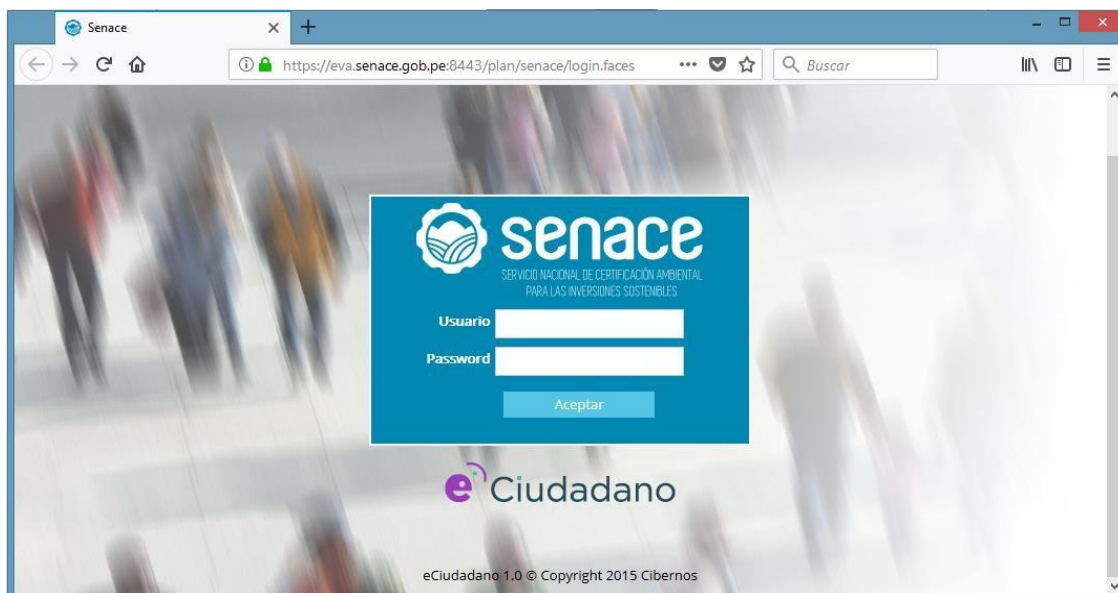 Senace
https://eva.senace.gob.pe:8443/plan/senace/login.faces
Buscar
senace
SERVICIO NACIONAL DE CERTIFICACIÓN AMBIENTAL
PARA LAS INVERSIONES SOSTENIBLES
Usuario
Password
Aceptar
eCiudadano
eCiudadano 1.0 © Copyright 2015 Cibernos